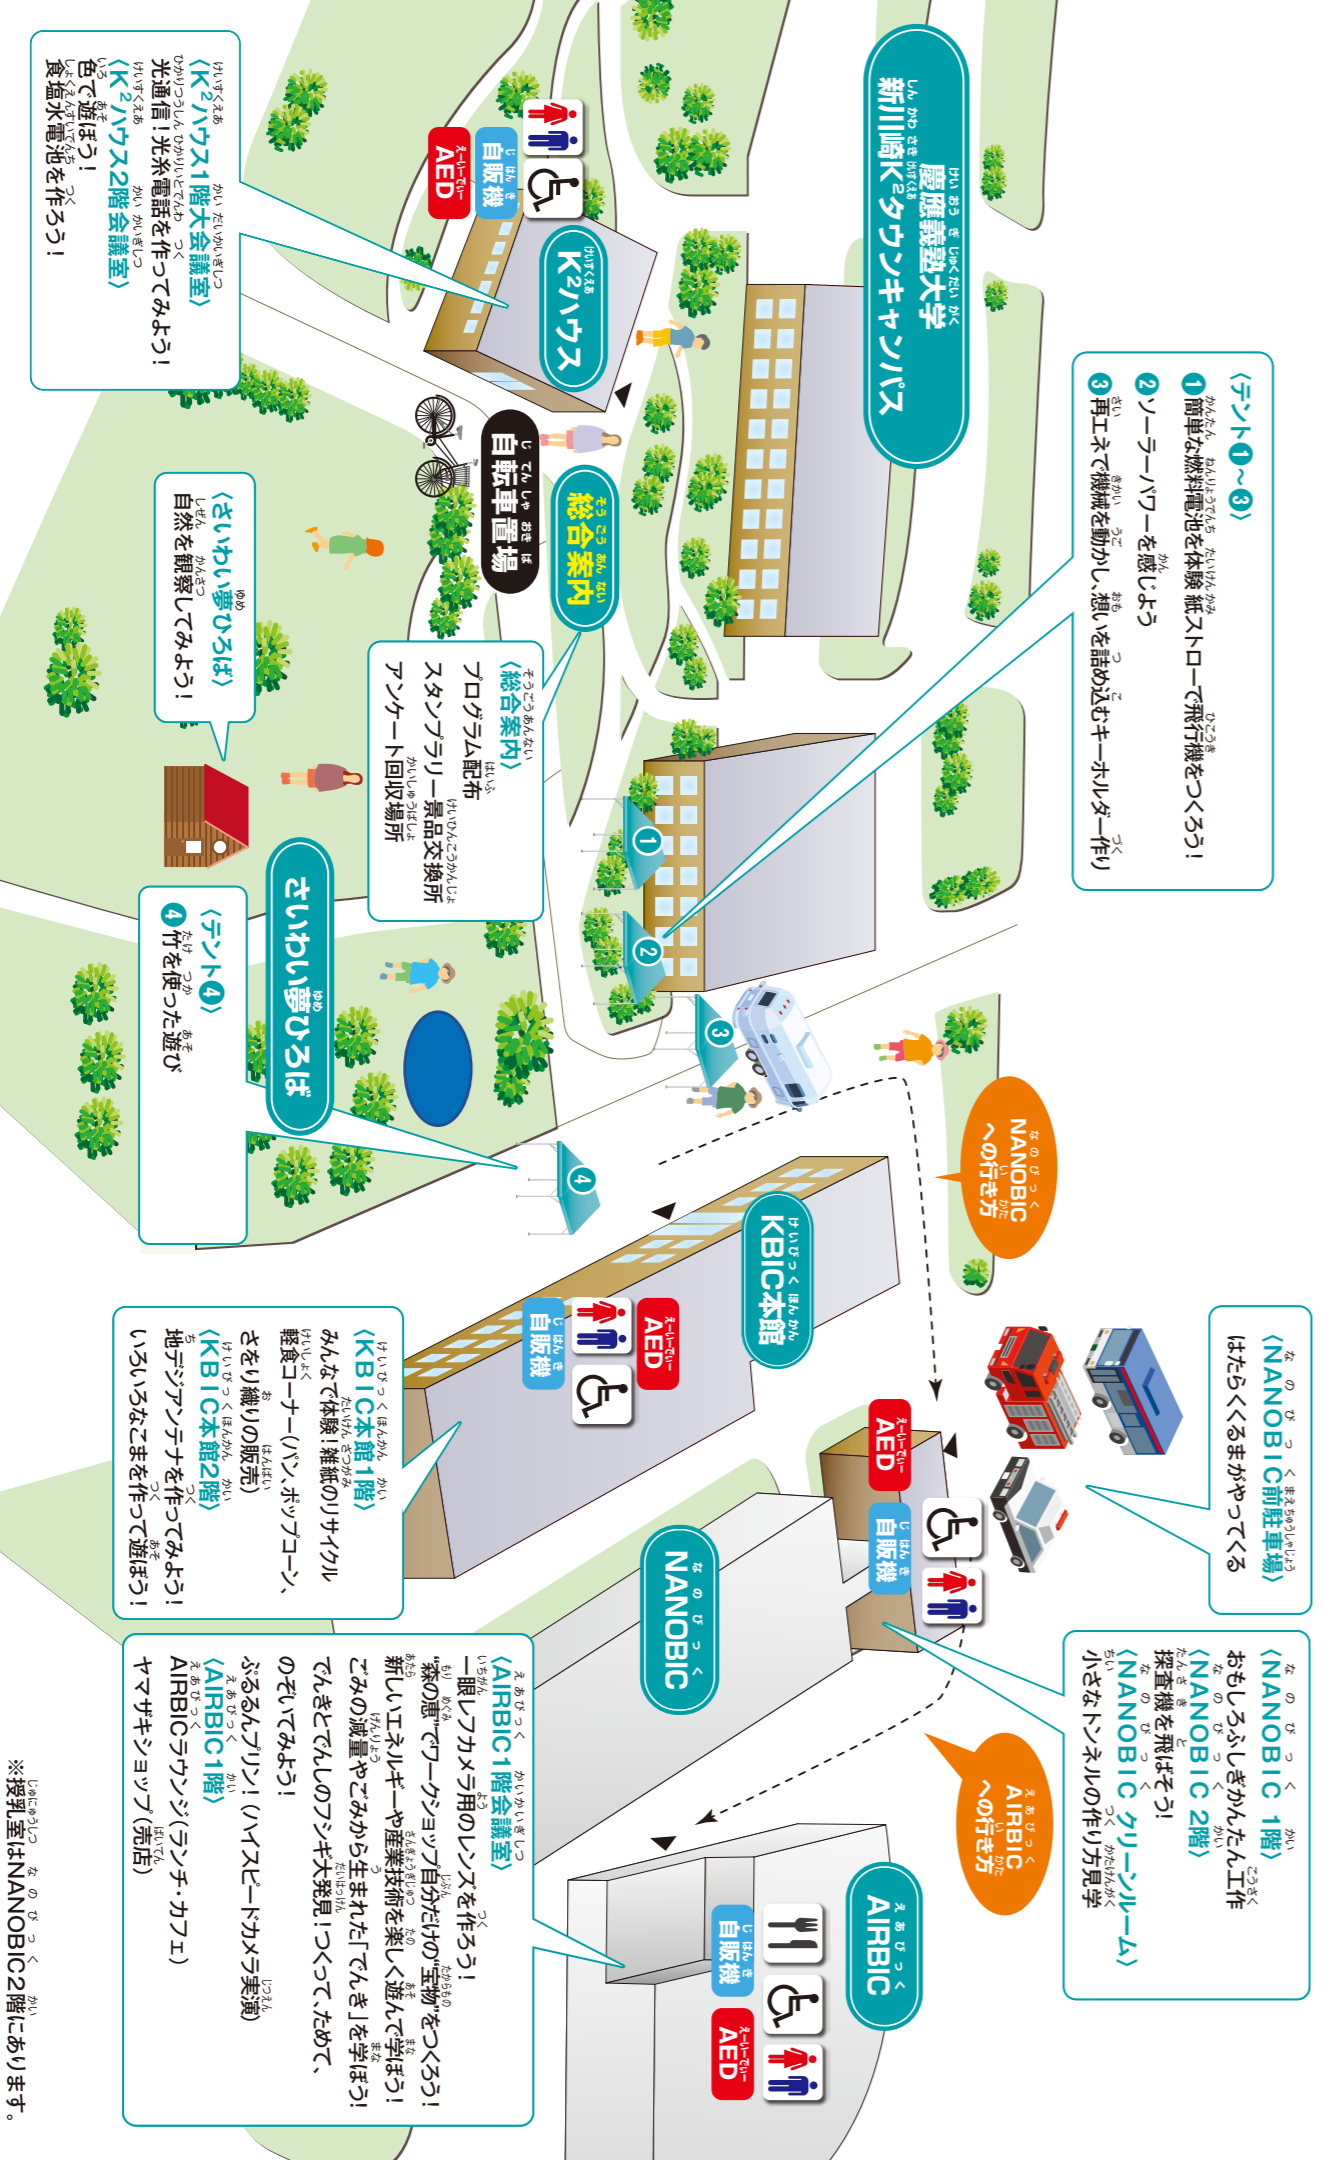 慶應義塾大学
新川崎K²タウンキャンパス
〈テント❶～❸〉
❶簡単な燃料電池を体験 紙ストローで飛行機をつくろう！
❷ソーラーパワーを感じよう
❸再エネで機械を動かし、想いを詰め込むキーホルダー作り
NANOBIC
への行き方
〈NANOBIC前駐車場〉
はたらくくるまがやってくる
〈NANOBIC 1階〉
おもしろふしぎかんたん工作
〈NANOBIC 2階〉
探査機を飛ばそう！
〈NANOBIC クリーンルーム〉
小さなトンネルの作り方見学
AIRBIC
への行き方
K²ハウス
自販機
AED
総合案内
自転車置場
1
2
3
4
KBIC本館
AED
自販機
AED
自販機
NANOBIC
AIRBIC
自販機
AED
〈総合案内〉
プログラム配布
スタンプラリー景品交換所
アンケート回収場所
〈K²ハウス1階大会議室〉
光通信！光糸電話を作ってみよう！
〈K²ハウス2階会議室〉
色で遊ぼう！
食塩水電池を作ろう！
〈さいわい夢ひろば〉
自然を観察してみよう！
さいわい夢ひろば
〈テント❹〉
❹竹を使った遊び
〈KBIC本館1階〉
みんなで体験！雑紙のリサイクル
軽食コーナー（パン、ポップコーン、
さをり織りの販売）
〈KBIC本館2階〉
地デジアンテナを作ってみよう！
いろいろなこまを作って遊ぼう！
〈AIRBIC1階会議室〉
一眼レフカメラ用のレンズを作ろう！
“森の恵”でワークショップ自分だけの“宝物”をつくろう！
新しいエネルギーや産業技術を楽しく遊んで学ぼう！
ごみの減量やごみから生まれた「でんき」を学ぼう！
でんきとでんしのフシギ大発見！つくって、ためて、
のぞいてみよう！
ぷるるんプリン！（ハイスピードカメラ実演）
〈AIRBIC1階〉
AIRBICラウンジ（ランチ・カフェ）
ヤマザキショップ（売店）
※授乳室はNANOBIC2階にあります。